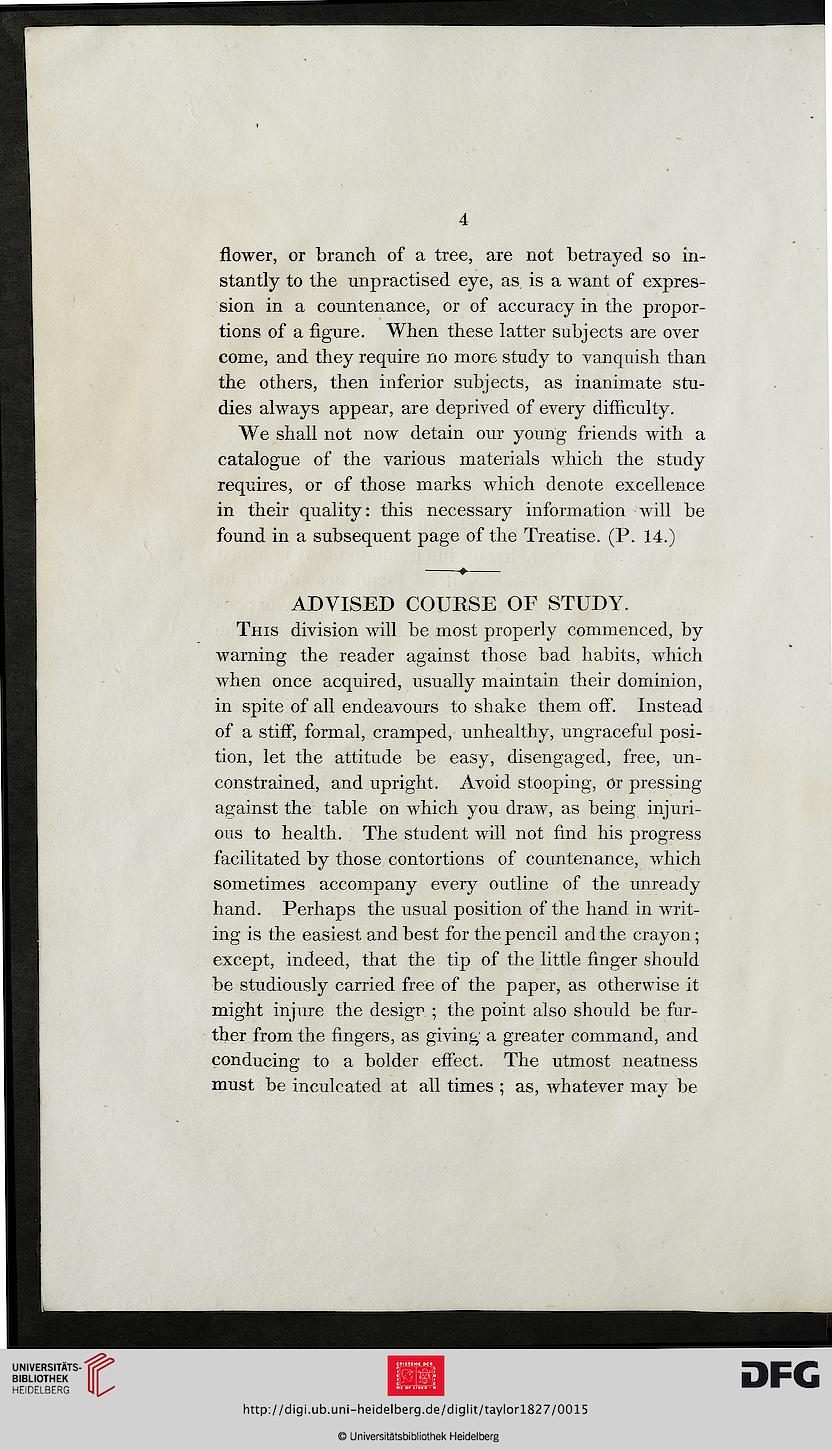 4
flower, or branch of a tree, are not betrayed so in-
stantly to the unpractised eye, as is a want of expres-
sion in a countenance, or of accuracy in the propor-
tions of a figure. When these latter subjects are over
come, and they require no more study to vanquish than
the others, then inferior subjects, as inanimate stu-
dies always appear, are deprived of every difficulty.
We shall not now detain our young friends with a
catalogue of the various materials which the study
requires, or of those marks which denote excellence
in their quality: this necessary information will be
found in a subsequent page of the Treatise. (P. 14.)
ADVISED COURSE OF STUDY.
THIS division will be most properly commenced, by
warning the reader against those bad habits, which
when once acquired, usually maintain their dominion,
in spite of all endeavours to shake them off. Instead
of a stiff, formal, cramped, unhealthy, ungraceful posi-
tion, let the attitude be easy, disengaged, free, un-
constrained, and upright. Avoid stooping, or pressing
against the table on which you draw, as being injuri-
ous to health. The student will not find his progress
facilitated by those contortions of countenance, which
sometimes accompany every outline of the unready
hand. Perhaps the usual position of the hand in writ-
ing is the easiest and best for the pencil and the crayon;
except, indeed, that the tip of the little finger should
be studiously carried free of the paper, as otherwise it
might injure the design ; the point also should be fur-
ther from the fingers, as giving a greater command, and
conducing to a bolder effect. The utmost neatness
must be inculcated at all times ; as, whatever may be
UNIVERSITÄTS-
BIBLIOTHEK
HEIDELBERG
DFG
http://digi.ub.uni-heidelberg.de/diglit/taylor1827/0015
© Universitätsbibliothek Heidelberg